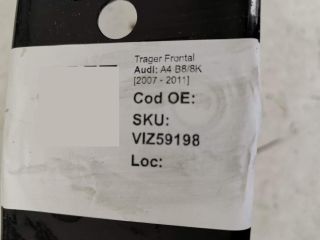 Trager Frontal
Audi: A4 B8/8K
[2007 - 2011]
Cod OE:
SKU:
VIZ59198
Loc: